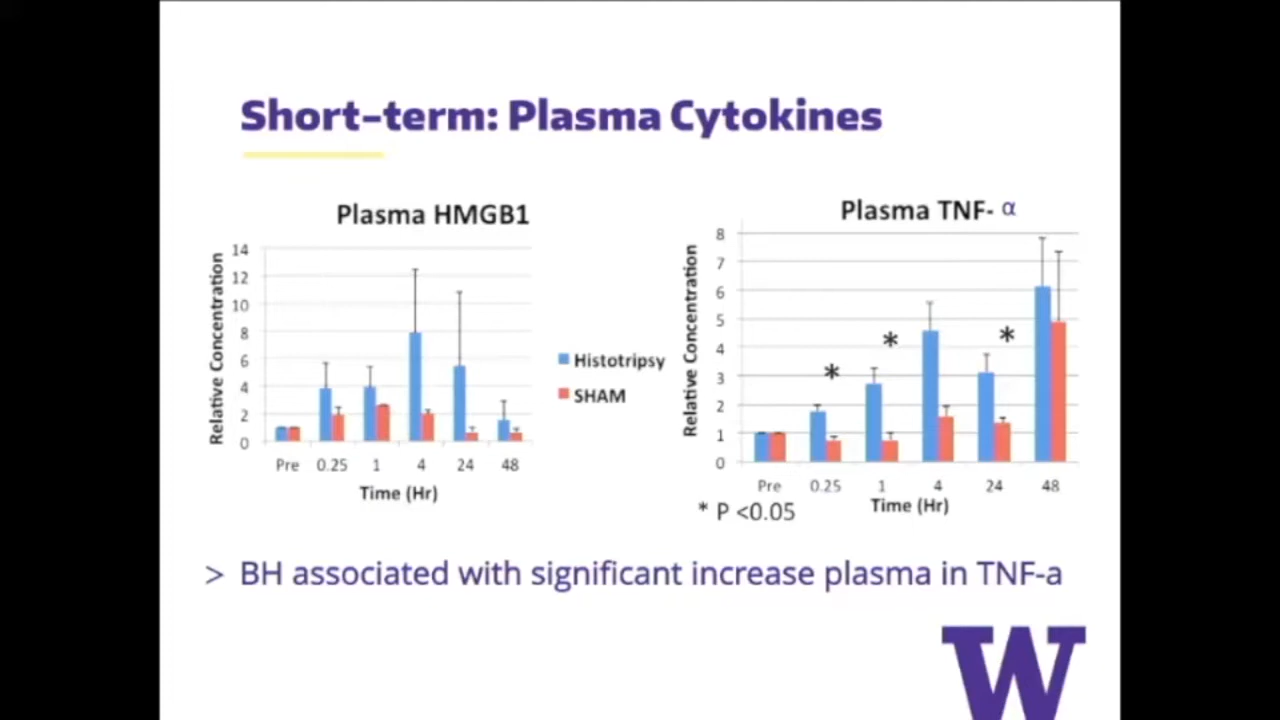 Short-term: Plasma Cytokines
Plasma HMGB1
Relative Concentration
14
12
10
8
6
4
2
0
Pre 0.25 1 4 24 48
Time (Hr)
Histotripsy
SHAM
Plasma TNF- α
Relative Concentration
8
7
6
5
4
3
2
1
0
* * *
Pre 0.25 1 4 24 48
Time (Hr)
* P <0.05
> BH associated with significant increase plasma in TNF-a
W